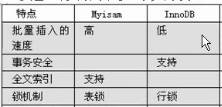 特点 Myisam InnoDB
批量插入的 高 低
速度
事务安全 支持
全文索引 支持
锁机制 表锁 行锁